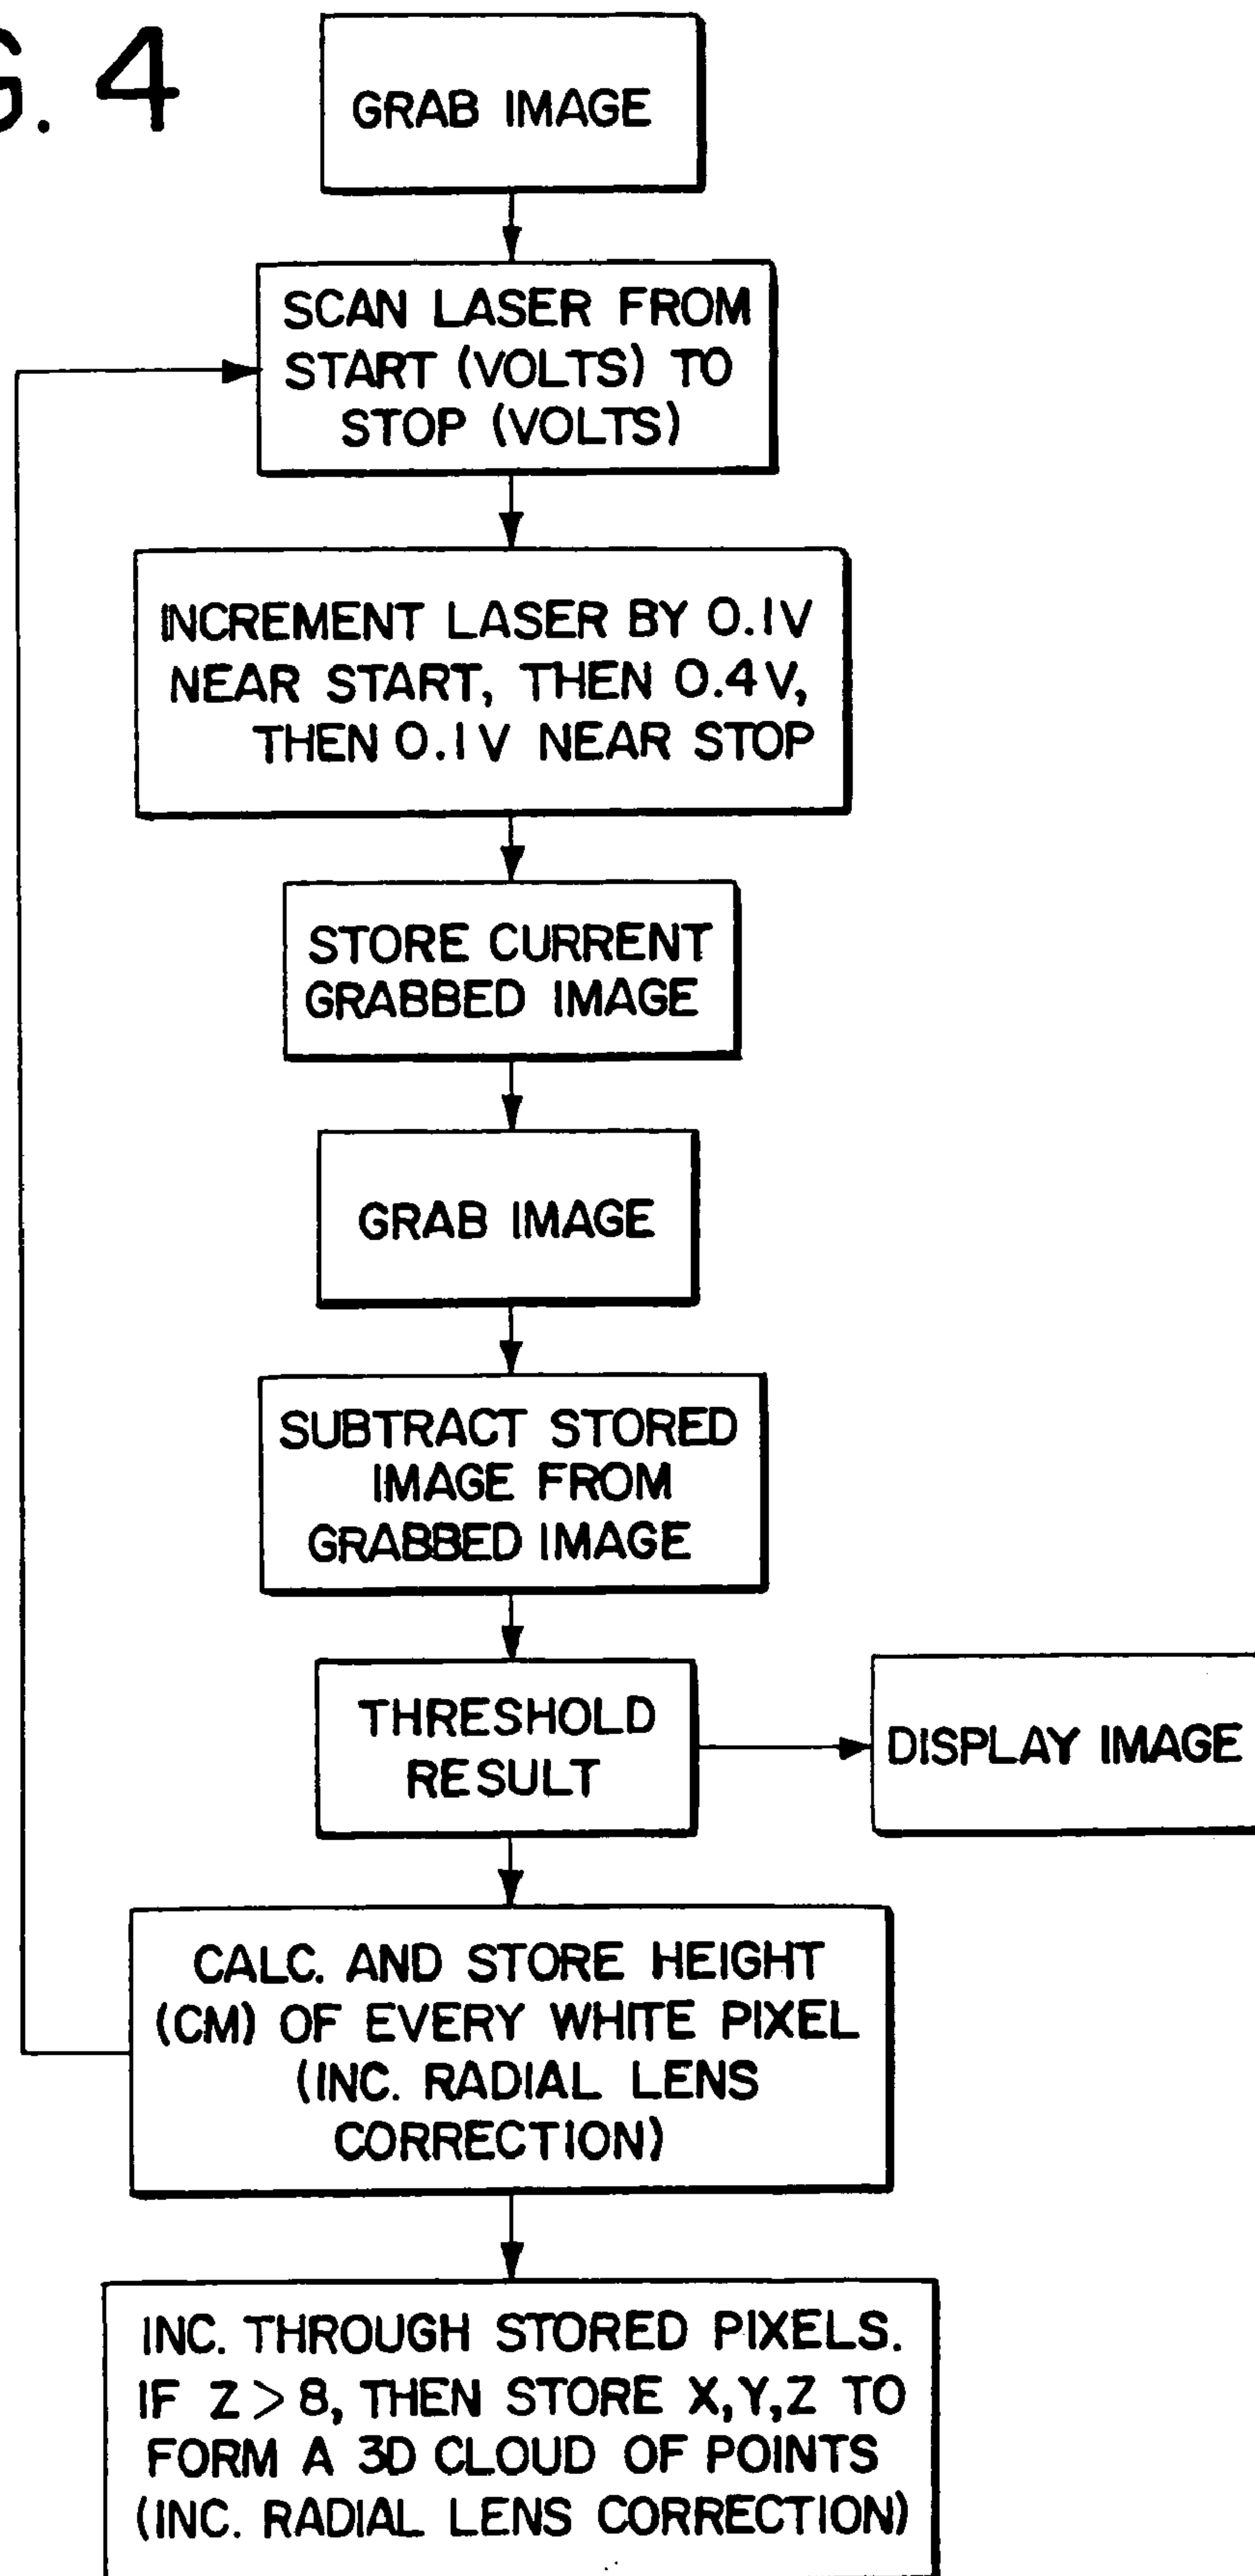 G. 4
GRAB IMAGE
SCAN LASER FROM
START (VOLTS) TO
STOP (VOLTS)
INCREMENT LASER BY 0.1V
NEAR START, THEN 0.4V,
THEN 0.1V NEAR STOP
STORE CURRENT
GRABBED IMAGE
GRAB IMAGE
SUBTRACT STORED
IMAGE FROM
GRABBED IMAGE
THRESHOLD
RESULT
DISPLAY IMAGE
CALC. AND STORE HEIGHT
(CM) OF EVERY WHITE PIXEL
(INC. RADIAL LENS
CORRECTION)
INC. THROUGH STORED PIXELS.
IF Z > 8, THEN STORE X,Y,Z TO
FORM A 3D CLOUD OF POINTS
(INC. RADIAL LENS CORRECTION)